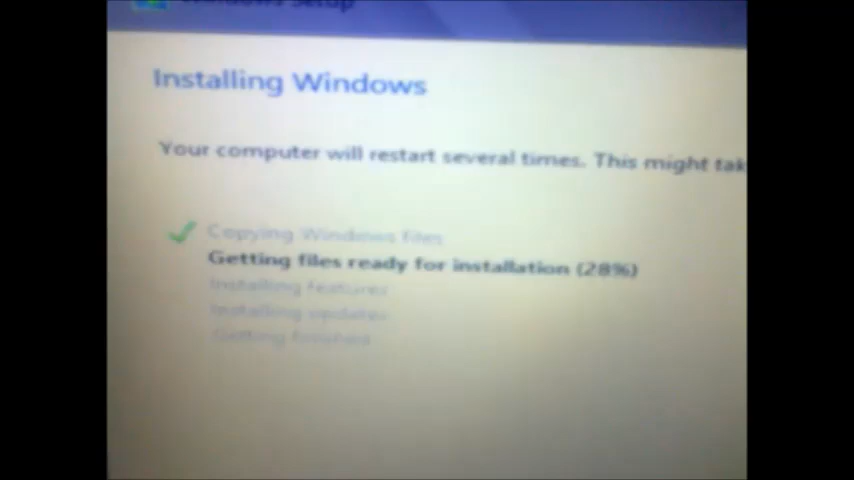 Windows Setup
Installing Windows
Your computer will restart several times. This might tak
Copying Windows files
Getting files ready for installation (28%)
Installing features
Installing updates
Getting finished